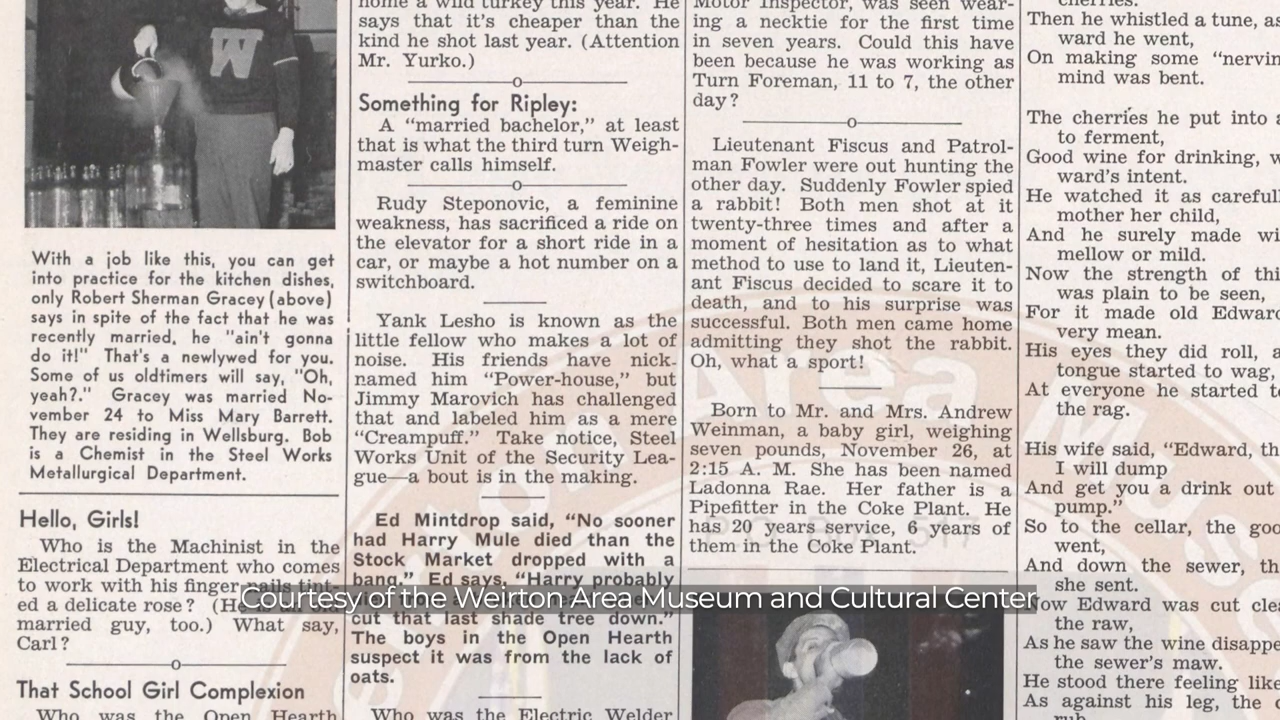 W
With a job like this, you can get
into practice for the kitchen dishes,
only Robert Sherman Gracey (above)
says in spite of the fact that he was
recently married, he "ain't gonna
do it!" That's a newlywed for you.
Some of us oldtimers will say, "Oh,
yeah?." Gracey was married No-
vember 24 to Miss Mary Barrett.
They are residing in Wellsburg. Bob
is a Chemist in the Steel Works
Metallurgical Department.
Hello, Girls!
Who is the Machinist in the
Electrical Department who comes
to work with his finger nails tint-
ed a delicate rose? (He
married guy, too.) What say,
Carl?
That School Girl Complexion
Who was the Open Hearth
home a wild turkey this year. He
says that it's cheaper than the
kind he shot last year. (Attention
Mr. Yurko.)
Something for Ripley:
A "married bachelor," at least
that is what the third turn Weigh-
master calls himself.
Rudy Steponovic, a feminine
weakness, has sacrificed a ride on
the elevator for a short ride in a
car, or maybe a hot number on a
switchboard.
Yank Lesho is known as the
little fellow who makes a lot of
noise. His friends have nick-
named him "Power-house," but
Jimmy Marovich has challenged
that and labeled him as a mere
"Creampuff." Take notice, Steel
Works Unit of the Security Lea-
gue—a bout is in the making.
Ed Mintdrop said, "No sooner
had Harry Mule died than the
Stock Market dropped with a
bang." Ed says, "Harry probably
cut that last shade tree down."
The boys in the Open Hearth
suspect it was from the lack of
oats.
Who was the Electric Welder
Motor Inspector, was seen wear-
ing a necktie for the first time
in seven years. Could this have
been because he was working as
Turn Foreman, 11 to 7, the other
day?
Lieutenant Fiscus and Patrol-
man Fowler were out hunting the
other day. Suddenly Fowler spied
a rabbit! Both men shot at it
twenty-three times and after a
moment of hesitation as to what
method to use to land it, Lieuten-
ant Fiscus decided to scare it to
death, and to his surprise was
successful. Both men came home
admitting they shot the rabbit.
Oh, what a sport!
Born to Mr. and Mrs. Andrew
Weinman, a baby girl, weighing
seven pounds, November 26, at
2:15 A. M. She has been named
Ladonna Rae. Her father is a
Pipefitter in the Coke Plant. He
has 20 years service, 6 years of
them in the Coke Plant.
cherries.
Then he whistled a tune, as
ward he went,
On making some "nervin
mind was bent.
The cherries he put into a
to ferment,
Good wine for drinking, w
ward's intent.
He watched it as careful
mother her child,
And he surely made wi
mellow or mild.
Now the strength of thi
was plain to be seen,
For it made old Edward
very mean.
His eyes they did roll, a
tongue started to wag,
At everyone he started t
the rag.
His wife said, "Edward, th
I will dump
And get you a drink out
pump."
So to the cellar, the goo
went,
And down the sewer, th
she sent.
Now Edward was cut cle
the raw,
As he saw the wine disappe
the sewer's maw.
He stood there feeling like
As against his leg, the c
rub
Courtesy of the Weirton Area Museum and Cultural Center